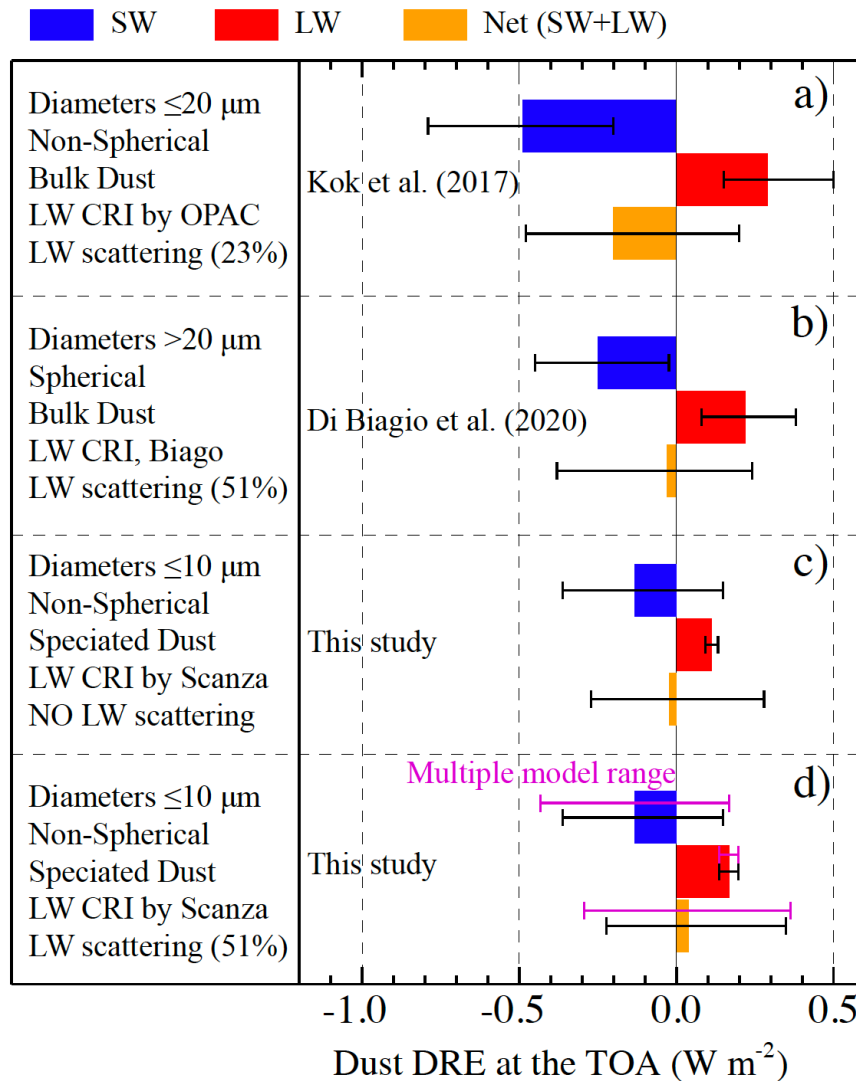 SW LW Net (SW+LW)
a)
Diameters ≤20 μm
Non-Spherical
Bulk Dust
LW CRI by OPAC
LW scattering (23%)
Kok et al. (2017)
b)
Diameters >20 μm
Spherical
Bulk Dust
LW CRI, Biago
LW scattering (51%)
Di Biagio et al. (2020)
c)
Diameters ≤10 μm
Non-Spherical
Speciated Dust
LW CRI by Scanza
NO LW scattering
This study
d)
Multiple model range
Diameters ≤10 μm
Non-Spherical
Speciated Dust
LW CRI by Scanza
LW scattering (51%)
This study
-1.0 -0.5 0.0 0.5
Dust DRE at the TOA (W m⁻²)